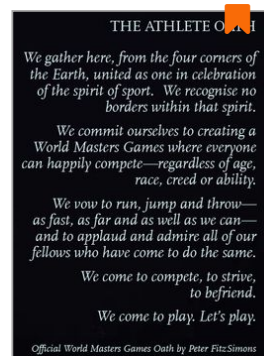 THE ATHLETE OATH
We gather here, from the four corners of
the Earth, united as one in celebration
of the spirit of sport. We recognise no
borders within that spirit.
We commit ourselves to creating a
World Masters Games where everyone
can happily compete—regardless of age,
race, creed or ability.
We vow to run, jump and throw—
as fast, as far and as well as we can—
and to applaud and admire all of our
fellows who have come to do the same.
We come to compete, to strive,
to befriend.
We come to play. Let's play.
Official World Masters Games Oath by Peter FitzSimons